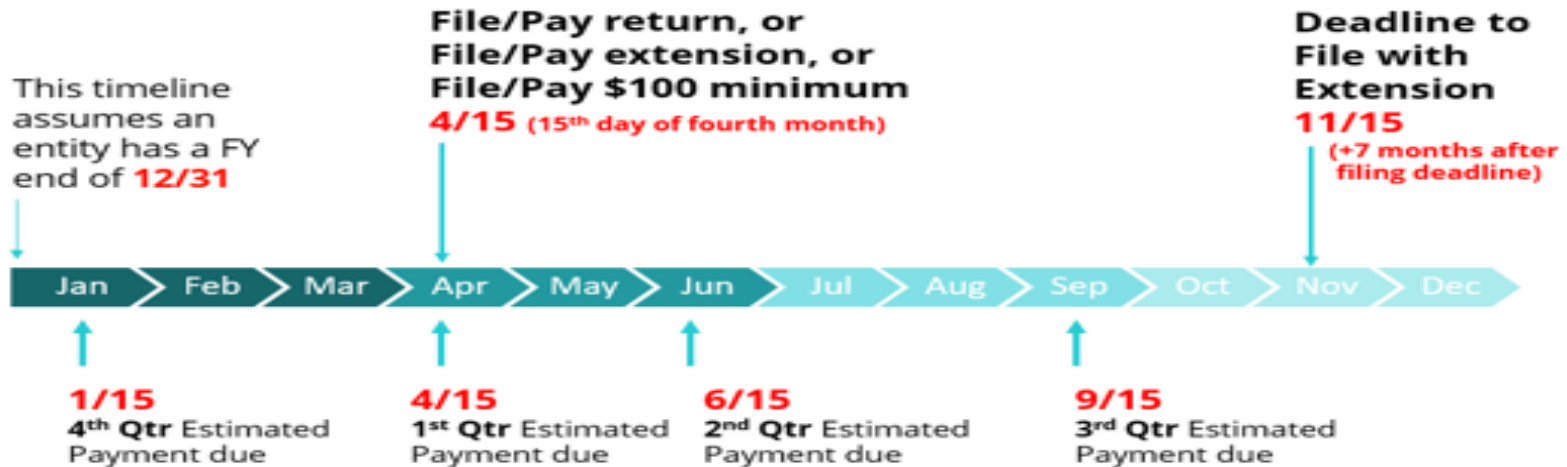 This timeline
assumes an
entity has a FY
end of 12/31
File/Pay return, or
File/Pay extension, or
File/Pay $100 minimum
4/15 (15th day of fourth month)
Deadline to
File with
Extension
11/15
(+7 months after
filing deadline)
Jan Feb Mar Apr May Jun Jul Aug Sep Oct Nov Dec
1/15
4th Qtr Estimated
Payment due
4/15
1st Qtr Estimated
Payment due
6/15
2nd Qtr Estimated
Payment due
9/15
3rd Qtr Estimated
Payment due